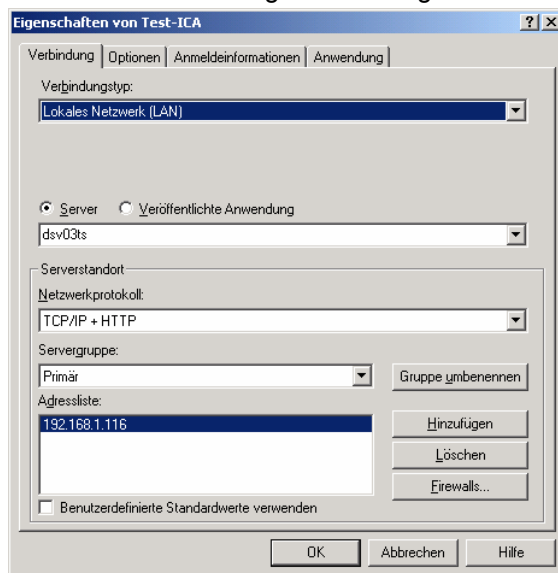 Eigenschaften von Test-ICA
Verbindung Optionen Anmeldeinformationen Anwendung
Verbindungstyp:
Lokales Netzwerk (LAN)
Server Veröffentlichte Anwendung
dsv03ts
Serverstandort
Netzwerkprotokoll:
TCP/IP + HTTP
Servergruppe:
Primär Gruppe umbenennen
Adressliste:
192.168.1.116
Hinzufügen
Löschen
Firewalls...
Benutzerdefinierte Standardwerte verwenden
OK Abbrechen Hilfe